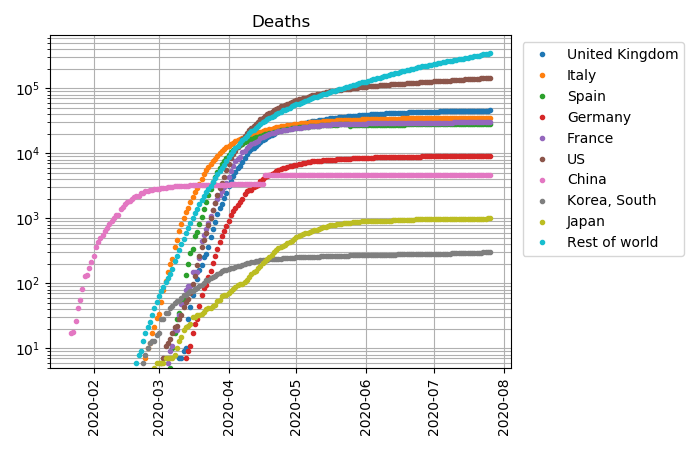 Deaths
10^5
10^4
10^3
10^2
10^1
2020-02
2020-03
2020-04
2020-05
2020-06
2020-07
2020-08
United Kingdom
Italy
Spain
Germany
France
US
China
Korea, South
Japan
Rest of world